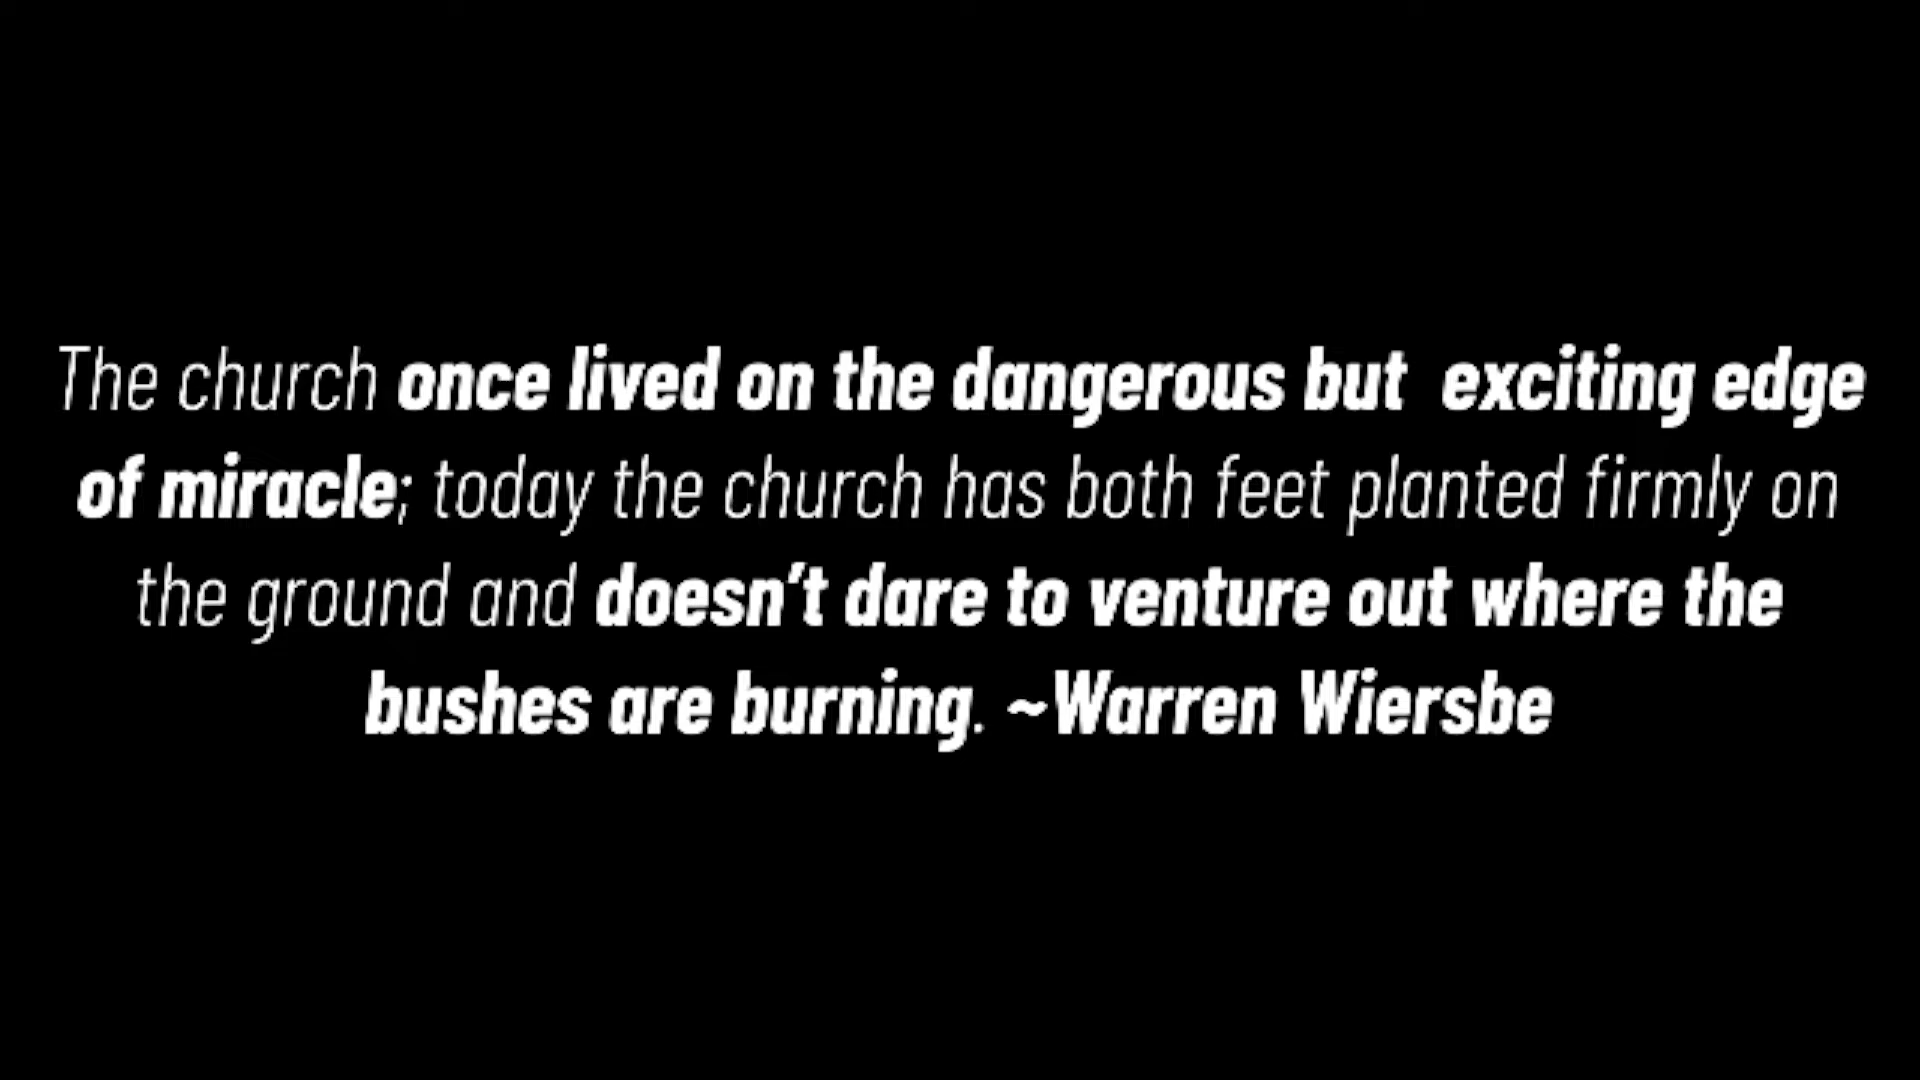 The church once lived on the dangerous but  exciting edge
of miracle; today the church has both feet planted firmly on
the ground and doesn’t dare to venture out where the
bushes are burning. ~Warren Wiersbe